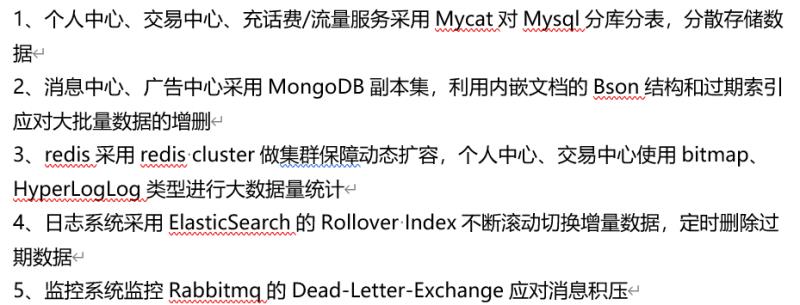 1、个人中心、交易中心、充话费/流量服务采用 Mycat 对 Mysql 分库分表，分散存储数
据
2、消息中心、广告中心采用 MongoDB 副本集，利用内嵌文档的 Bson 结构和过期索引
应对大批量数据的增删
3、redis 采用 redis cluster 做集群保障动态扩容，个人中心、交易中心使用 bitmap、
HyperLogLog 类型进行大数据量统计
4、日志系统采用 ElasticSearch 的 Rollover Index 不断滚动切换增量数据，定时删除过
期数据
5、监控系统监控 Rabbitmq 的 Dead-Letter-Exchange 应对消息积压